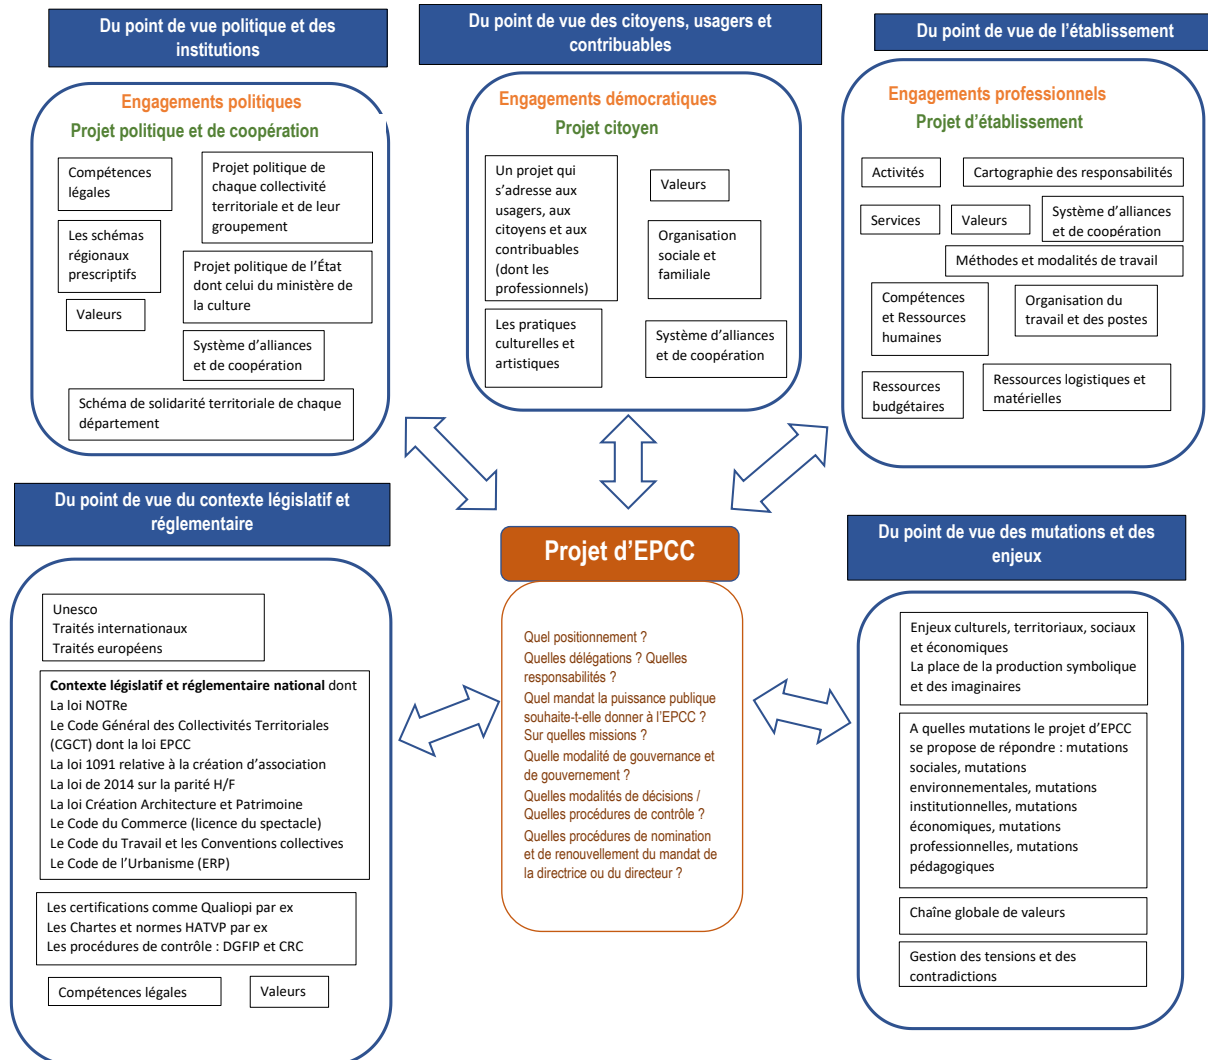 Du point de vue politique et des
institutions
Engagements politiques
Projet politique et de coopération
Compétences
légales
Projet politique de
chaque collectivité
territoriale et de leur
groupement
Les schémas
régionaux
prescriptifs
Projet politique de l'État
dont celui du ministère de
la culture
Valeurs
Système d'alliances
et de coopération
Schéma de solidarité territoriale de chaque
département
Du point de vue des citoyens, usagers et
contribuables
Engagements démocratiques
Projet citoyen
Un projet qui
s'adresse aux
usagers, aux
citoyens et aux
contribuables
(dont les
professionnels)
Valeurs
Organisation
sociale et
familiale
Les pratiques
culturelles et
artistiques
Système d'alliances
et de coopération
Du point de vue de l'établissement
Engagements professionnels
Projet d'établissement
Activités
Cartographie des responsabilités
Services
Valeurs
Système d'alliances
et de coopération
Méthodes et modalités de travail
Compétences
et Ressources
humaines
Organisation du
travail et des postes
Ressources
budgétaires
Ressources logistiques et
matérielles
Du point de vue du contexte législatif et
réglementaire
Unesco
Traités internationaux
Traités européens
Contexte législatif et réglementaire national dont
La loi NOTRe
Le Code Général des Collectivités Territoriales
(CGCT) dont la loi EPCC
La loi 1091 relative à la création d'association
La loi de 2014 sur la parité H/F
La loi Création Architecture et Patrimoine
Le Code du Commerce (licence du spectacle)
Le Code du Travail et les Conventions collectives
Le Code de l'Urbanisme (ERP)
Les certifications comme Qualiopi par ex
Les Chartes et normes HATVP par ex
Les procédures de contrôle : DGFIP et CRC
Compétences légales
Valeurs
Projet d'EPCC
Quel positionnement ?
Quelles délégations ? Quelles
responsabilités ?
Quel mandat la puissance publique
souhaite-t-elle donner à l'EPCC ?
Sur quelles missions ?
Quelle modalité de gouvernance et
de gouvernement ?
Quelles modalités de décisions /
Quelles procédures de contrôle ?
Quelles procédures de nomination
et de renouvellement du mandat de
la directrice ou du directeur ?
Du point de vue des mutations et des
enjeux
Enjeux culturels, territoriaux, sociaux
et économiques
La place de la production symbolique
et des imaginaires
A quelles mutations le projet d'EPCC
se propose de répondre : mutations
sociales, mutations
environnementales, mutations
institutionnelles, mutations
économiques, mutations
professionnelles, mutations
pédagogiques
Chaîne globale de valeurs
Gestion des tensions et des
contradictions